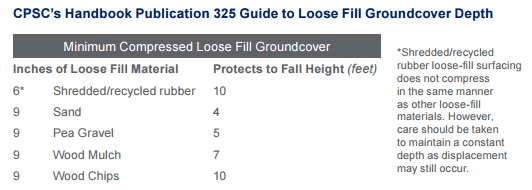 CPSC's Handbook Publication 325 Guide to Loose Fill Groundcover Depth
Minimum Compressed Loose Fill Groundcover
Inches of Loose Fill Material Protects to Fall Height (feet)
6* Shredded/recycled rubber 10
9 Sand 4
9 Pea Gravel 5
9 Wood Mulch 7
9 Wood Chips 10
*Shredded/recycled
rubber loose-fill surfacing
does not compress
in the same manner
as other loose-fill
materials. However,
care should be taken
to maintain a constant
depth as displacement
may still occur.